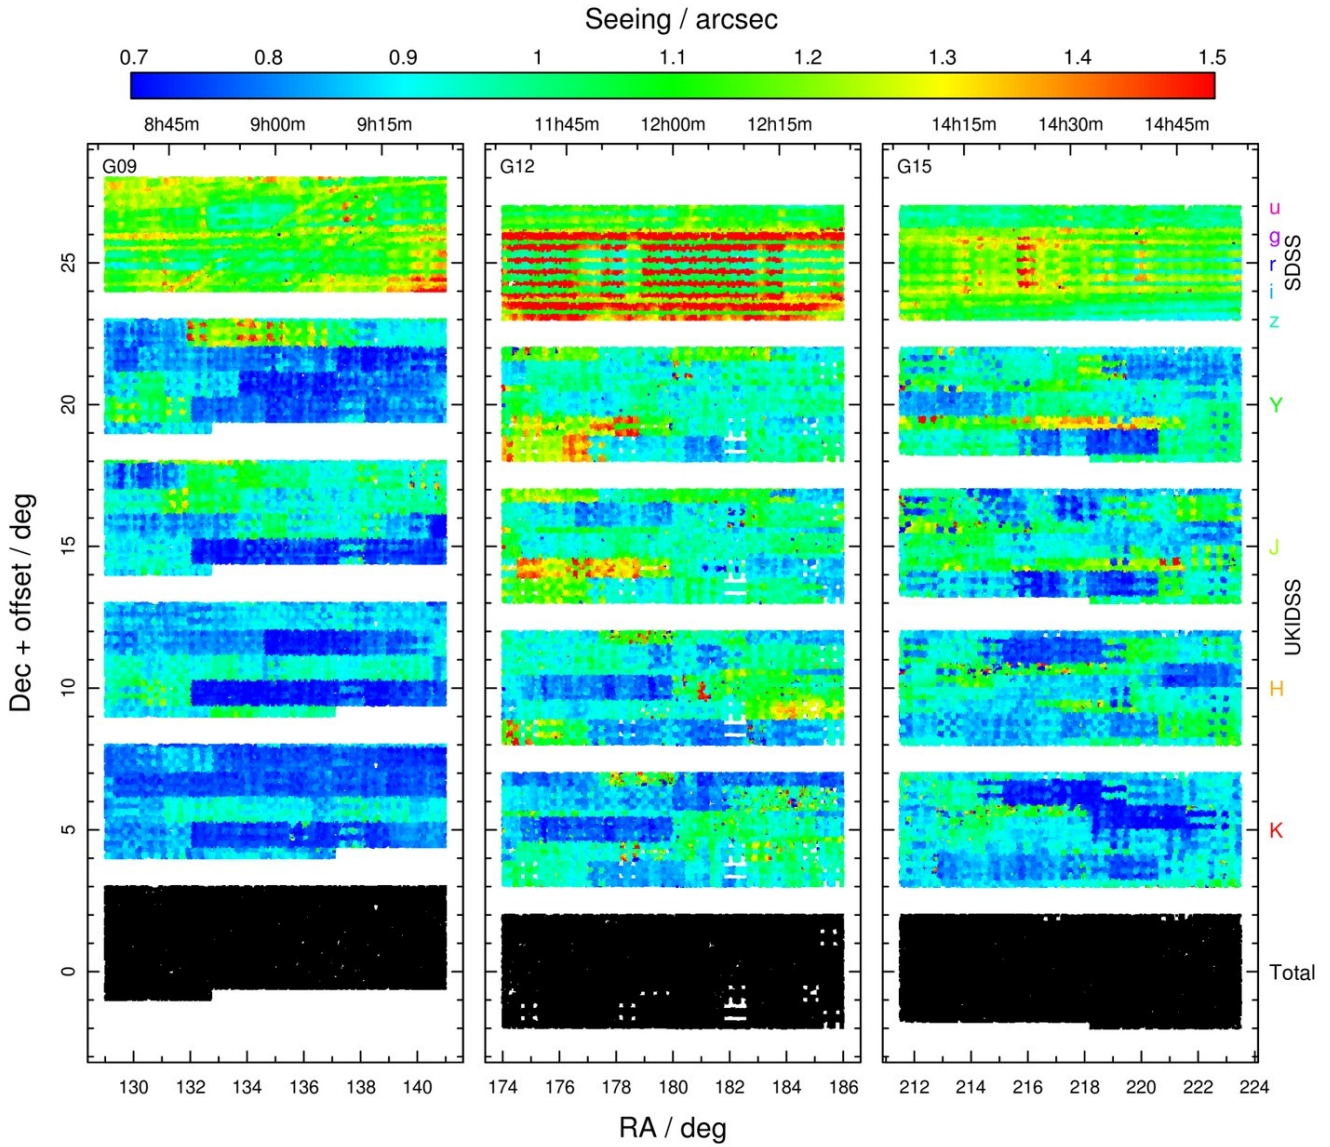 Seeing / arcsec
0.7 0.8 0.9 1 1.1 1.2 1.3 1.4 1.5
8h45m 9h00m 9h15m 11h45m 12h00m 12h15m 14h15m 14h30m 14h45m
G09 G12 G15
u
g
r
i
z
SDSS
Y
J
H
K
UKIDSS
Total
25
20
15
10
5
0
Dec + offset / deg
130 132 134 136 138 140 174 176 178 180 182 184 186 212 214 216 218 220 222 224
RA / deg